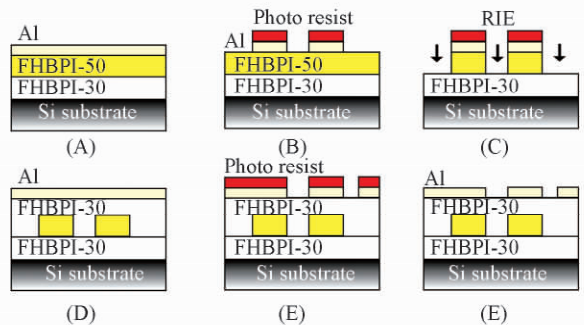 Al
FHBPI-50
FHBPI-30
Si substrate
(A)
Photo resist
Al
FHBPI-50
FHBPI-30
Si substrate
(B)
RIE
FHBPI-30
Si substrate
(C)
Al
FHBPI-30
FHBPI-30
Si substrate
(D)
Photo resist
FHBPI-30
FHBPI-30
Si substrate
(E)
Al
FHBPI-30
FHBPI-30
Si substrate
(E)